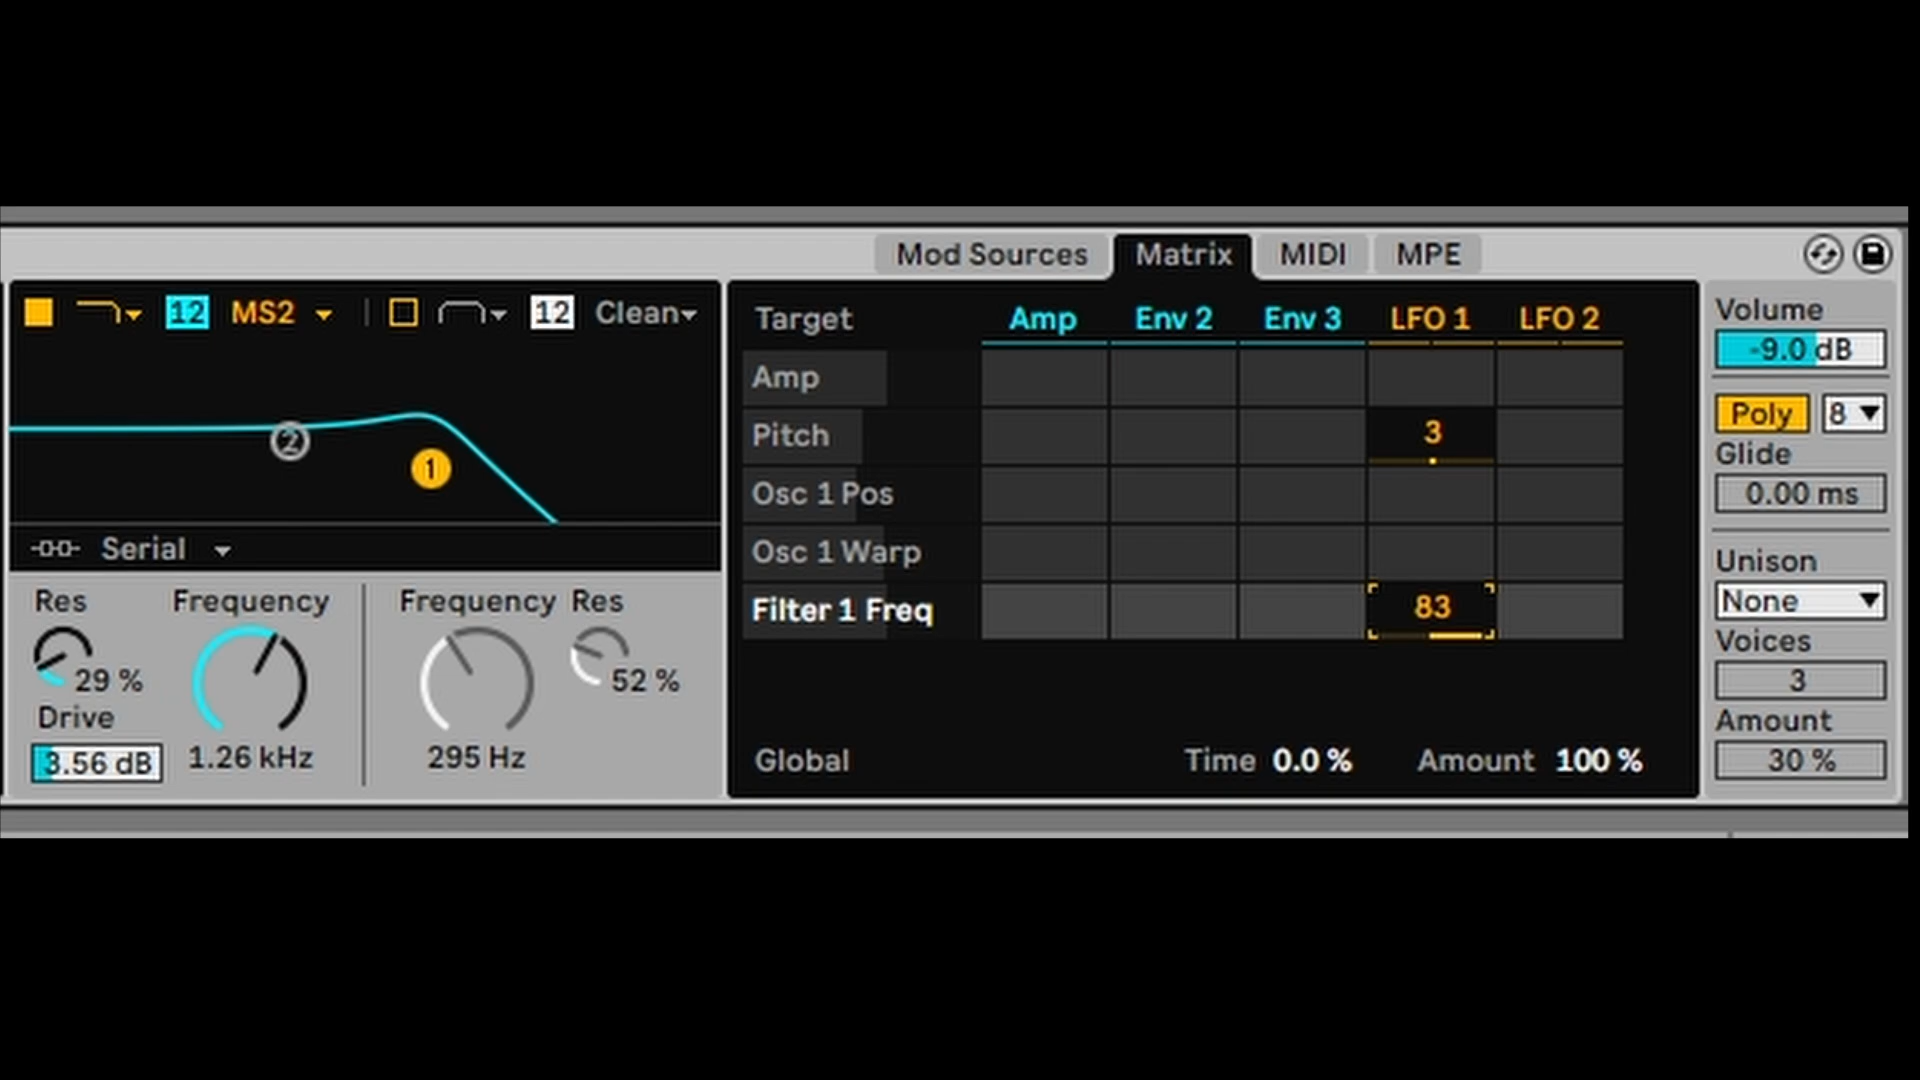 Mod Sources Matrix MIDI MPE
12 MS2 12 Clean
2
1
Serial
Res Frequency Frequency Res
29 % 52 %
Drive
3.56 dB 1.26 kHz 295 Hz
Target Amp Env 2 Env 3 LFO 1 LFO 2
Amp
Pitch 3
Osc 1 Pos
Osc 1 Warp
Filter 1 Freq 83
Global Time 0.0 % Amount 100 %
Volume
-9.0 dB
Poly 8
Glide
0.00 ms
Unison
None
Voices
3
Amount
30 %